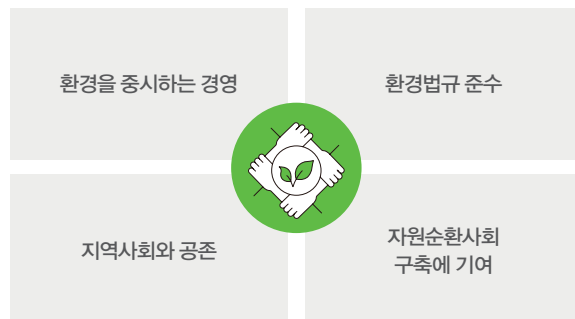 환경을 중시하는 경영
환경법규 준수
지역사회와 공존
자원순환사회
구축에 기여